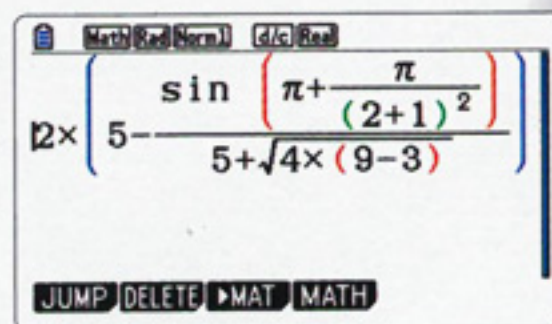 Math Rad Norm1 d/c Real
2×(5-sin(π+π/(2+1)²)/5+√4×(9-3))
JUMP DELETE ▶MAT MATH